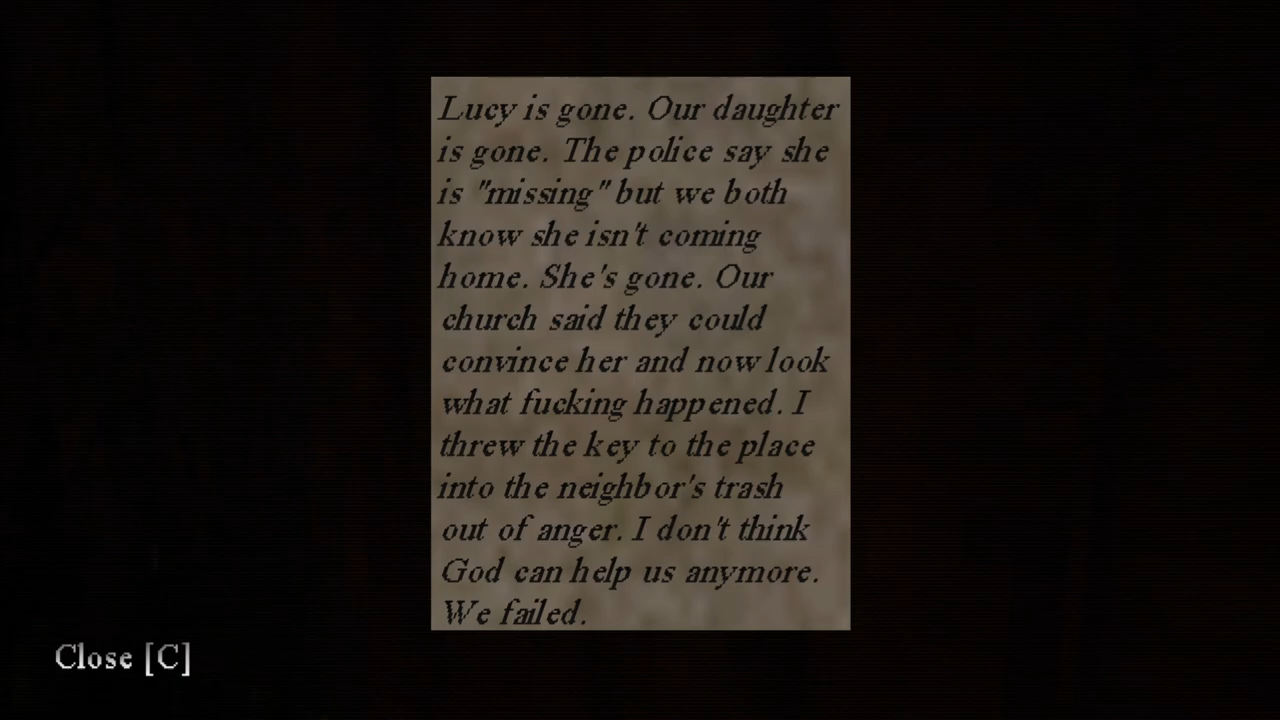 Lucy is gone. Our daughter
is gone. The police say she
is "missing" but we both
know she isn't coming
home. She's gone. Our
church said they could
convince her and now look
what fucking happened. I
threw the key to the place
into the neighbor's trash
out of anger. I don't think
God can help us anymore.
We failed.
Close [C]